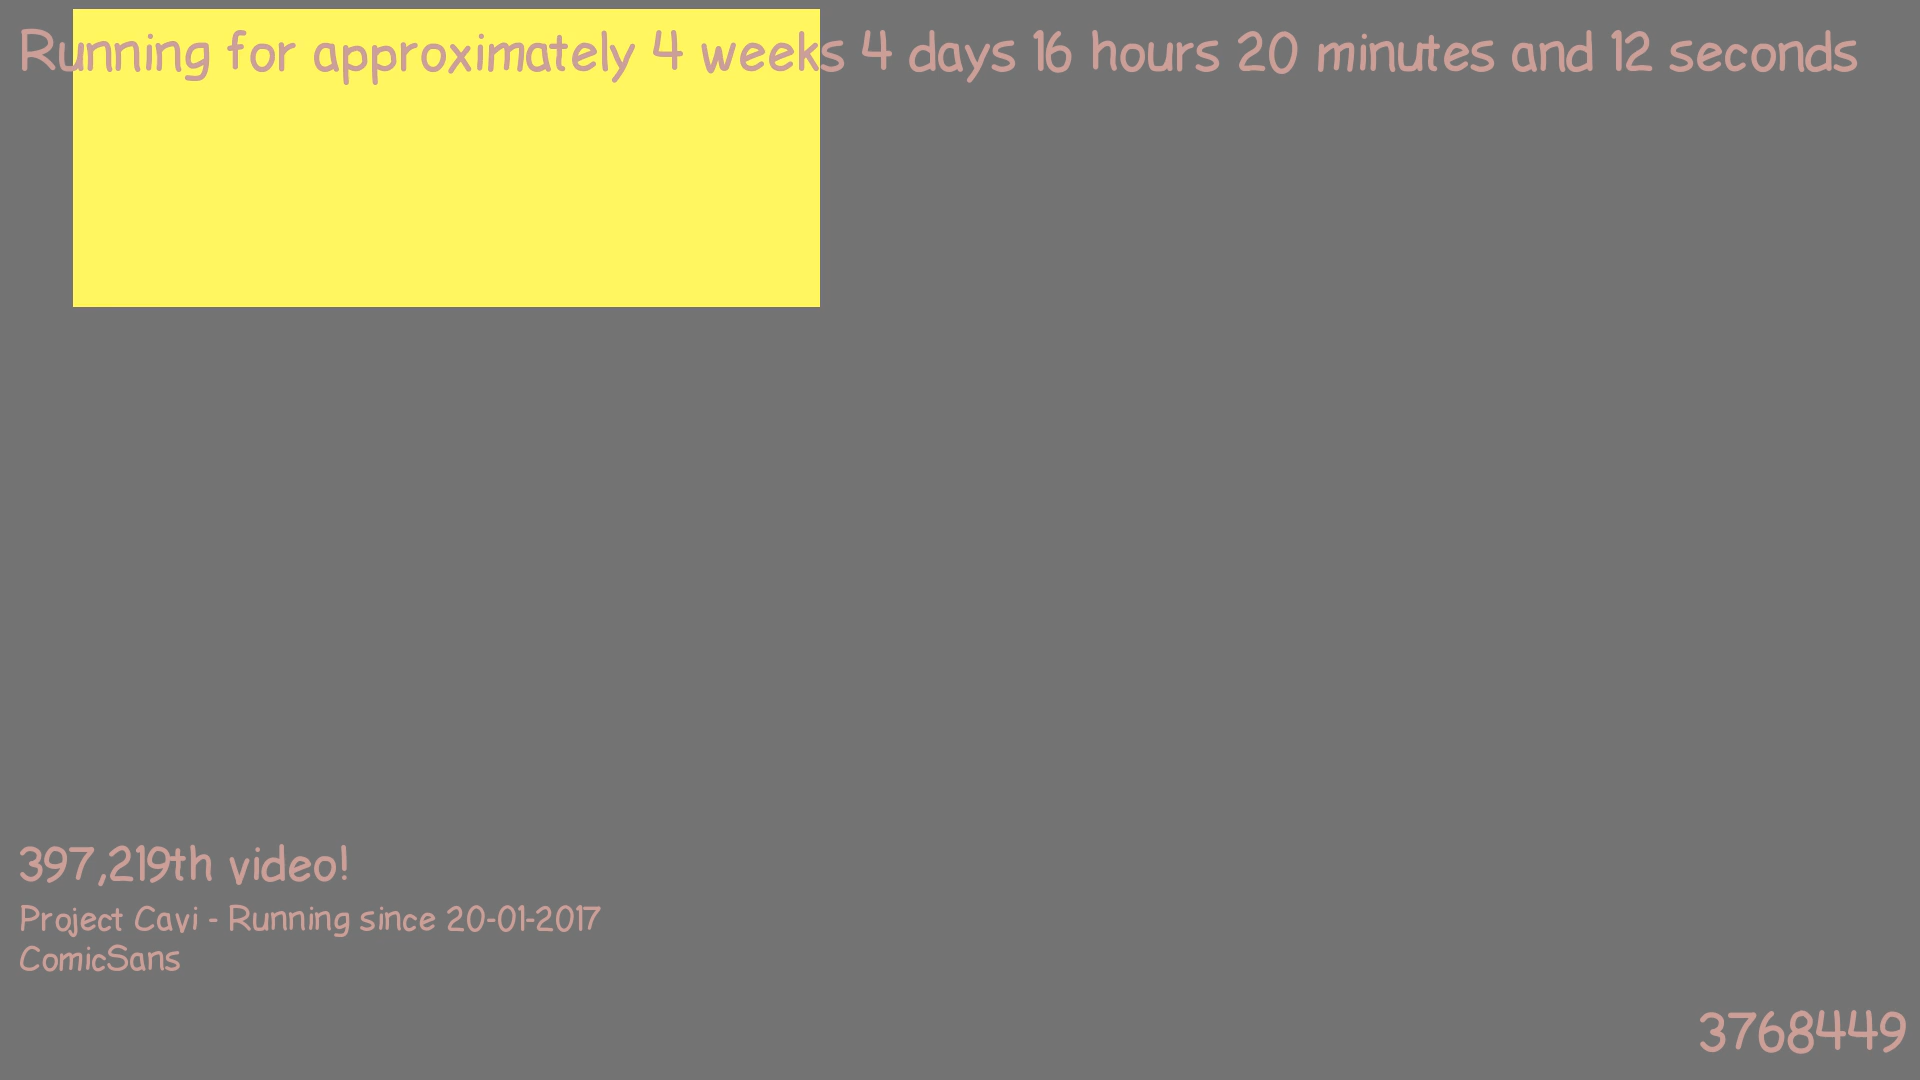 Running for approximately 4 weeks 4 days 16 hours 20 minutes and 12 seconds
397,219th video!
Project Cavi - Running since 20-01-2017
ComicSans
3768449